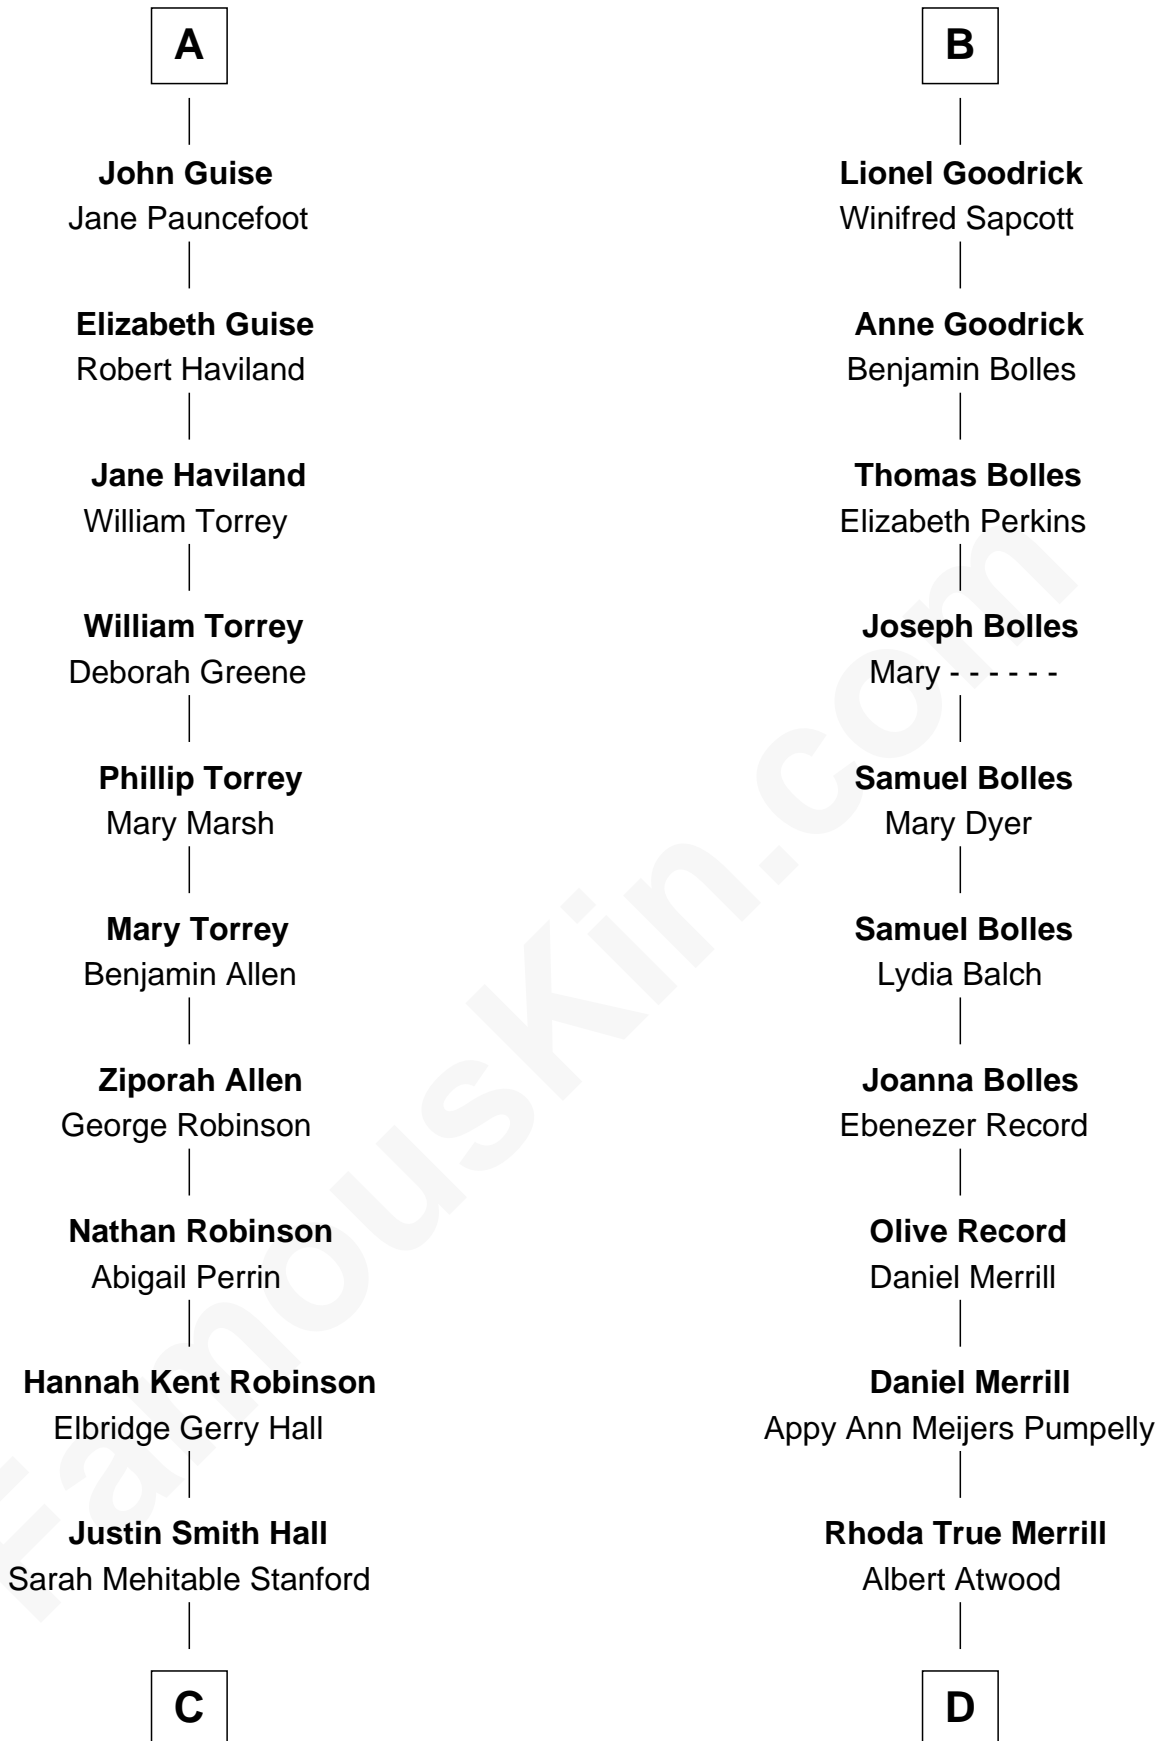 A
John Guise
Jane Pauncefoot
Elizabeth Guise
Robert Haviland
Jane Haviland
William Torrey
William Torrey
Deborah Greene
Phillip Torrey
Mary Marsh
Mary Torrey
Benjamin Allen
Ziporah Allen
George Robinson
Nathan Robinson
Abigail Perrin
Hannah Kent Robinson
Elbridge Gerry Hall
Justin Smith Hall
Sarah Mehitable Stanford
C
B
Lionel Goodrick
Winifred Sapcott
Anne Goodrick
Benjamin Bolles
Thomas Bolles
Elizabeth Perkins
Joseph Bolles
Mary - - - - - -
Samuel Bolles
Mary Dyer
Samuel Bolles
Lydia Balch
Joanna Bolles
Ebenezer Record
Olive Record
Daniel Merrill
Daniel Merrill
Appy Ann Meijers Pumpelly
Rhoda True Merrill
Albert Atwood
D
FamousKin.com